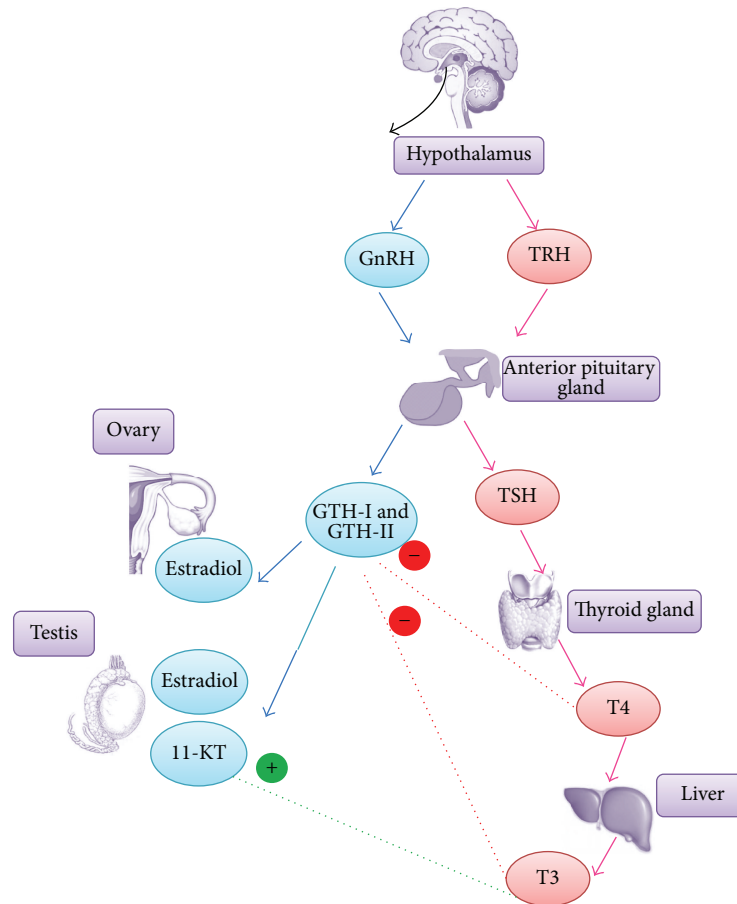 Hypothalamus
GnRH
TRH
Anterior pituitary
gland
Ovary
GTH-I and
GTH-II
TSH
−
Estradiol
Thyroid gland
−
Testis
Estradiol
T4
11-KT
+
Liver
T3